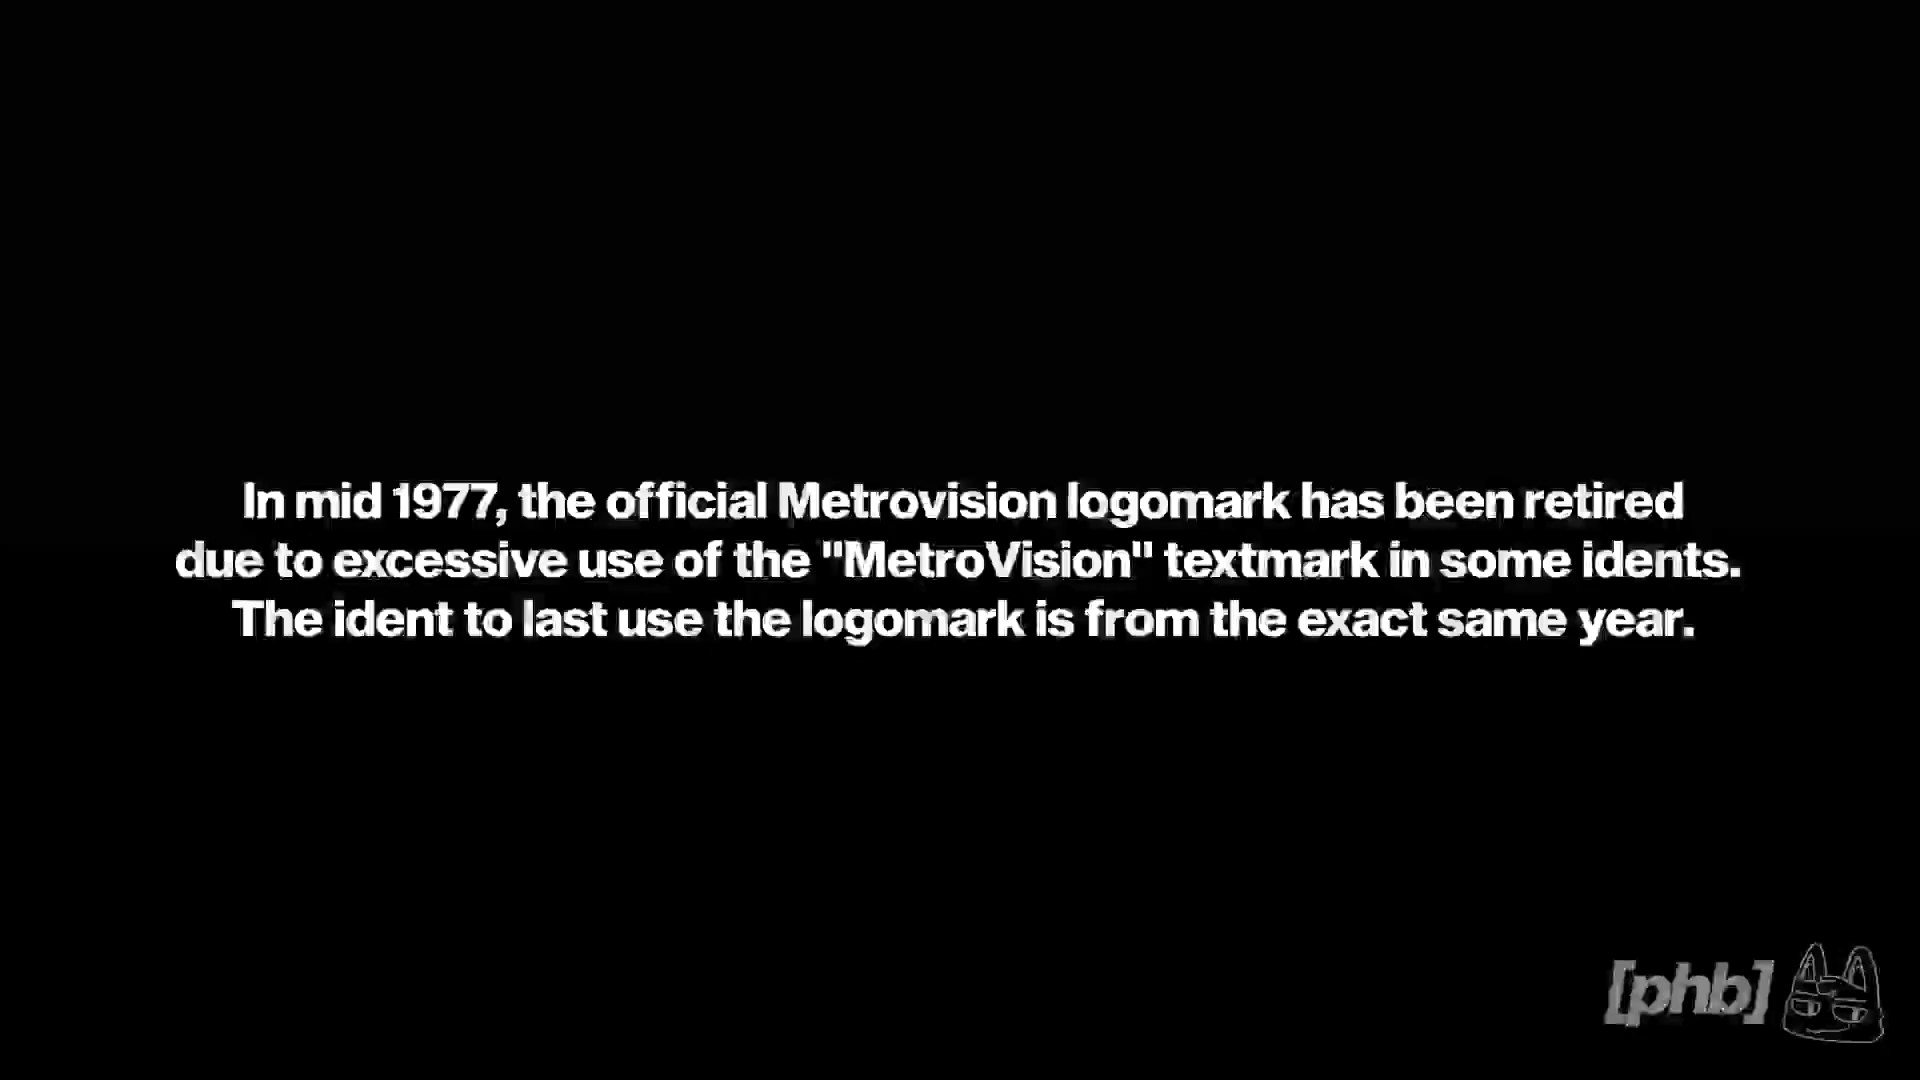 In mid 1977, the official Metrovision logomark has been retired
due to excessive use of the "MetroVision" textmark in some idents.
The ident to last use the logomark is from the exact same year.
[phb]